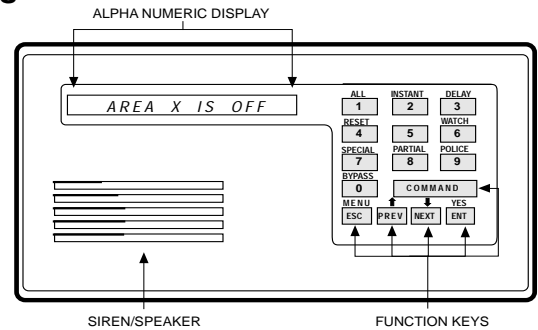 ALPHA NUMERIC DISPLAY
AREA X IS OFF
ALL INSTANT DELAY
1 2 3
RESET WATCH
4 5 6
SPECIAL PARTIAL POLICE
7 8 9
BYPASS
0 COMMAND
MENU YES
ESC PREV NEXT ENT
SIREN/SPEAKER FUNCTION KEYS